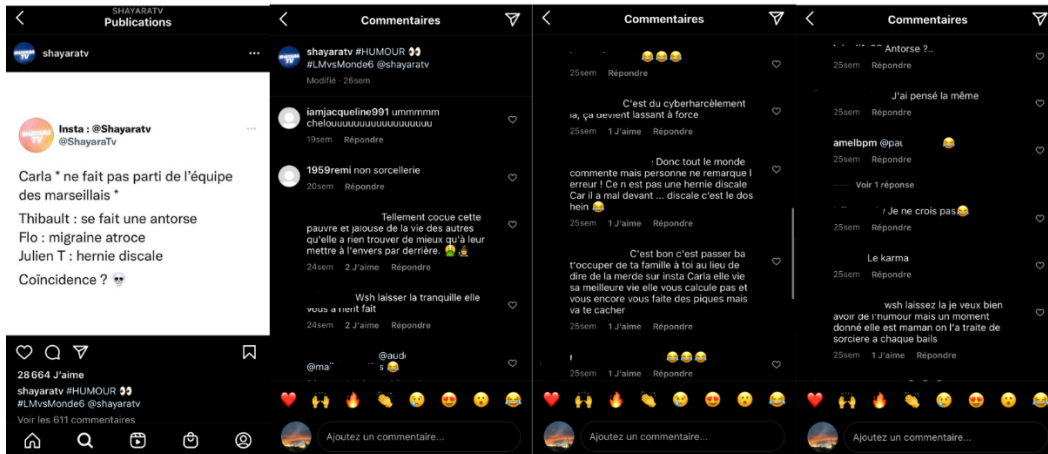 SHAYARATV
Publications
shayaratv
Insta : @Shayaratv
@ShayaraTv
Carla * ne fait pas parti de l'équipe
des marseillais *
Thibault : se fait une antorse
Flo : migraine atroce
Julien T : hernie discale
Coïncidence ? 💀
28 664 J'aime
shayaratv #HUMOUR 👀
#LMvsMonde6 @shayaratv
Voir les 611 commentaires
Commentaires
shayaratv #HUMOUR 👀
#LMvsMonde6 @shayaratv
Modifié · 26sem
iamjacqueline991 ummmmm
chelouuuuuuuuuuuuuuuuu
19sem Répondre
1959remi non sorcellerie
20sem Répondre
Tellement cocue cette
pauvre et jalouse de la vie des autres
qu'elle a rien trouver de mieux qu'à leur
mettre à l'envers par derrière.
24sem 2 J'aime Répondre
Wsh laisser la tranquille elle
vous a rient fait
24sem 2 J'aime Répondre
Ajoutez un commentaire...
Commentaires
😂😂😂
25sem Répondre
C'est du cyberharcèlement
la, ça devient lassant à force
25sem 1 J'aime Répondre
Donc tout le monde
commente mais personne ne remarque l
erreur ! Ce n est pas une hernie discale
Car il a mal devant ... discale c'est le dos
hein 😂
25sem 1 J'aime Répondre
C'est bon c'est passer ba
t'occuper de ta famille à toi au lieu de
dire de la merde sur insta Carla elle vie
sa meilleure vie elle vous calcule pas et
vous encore vous faite des piques mais
va te cacher
25sem 1 J'aime Répondre
😂😂😂
25sem 1 J'aime Répondre
Ajoutez un commentaire...
Commentaires
Antorse ?..
25sem Répondre
J'ai pensé la même
25sem Répondre
amelbpm 😂
25sem Répondre
Voir 1 réponse
Je ne crois pas😂
25sem Répondre
Le karma
25sem Répondre
wsh laissez la je veux bien
avoir de l'humour mais un moment
donné elle est maman on l'a traite de
sorciere a chaque bails
25sem 1 J'aime Répondre
Ajoutez un commentaire...